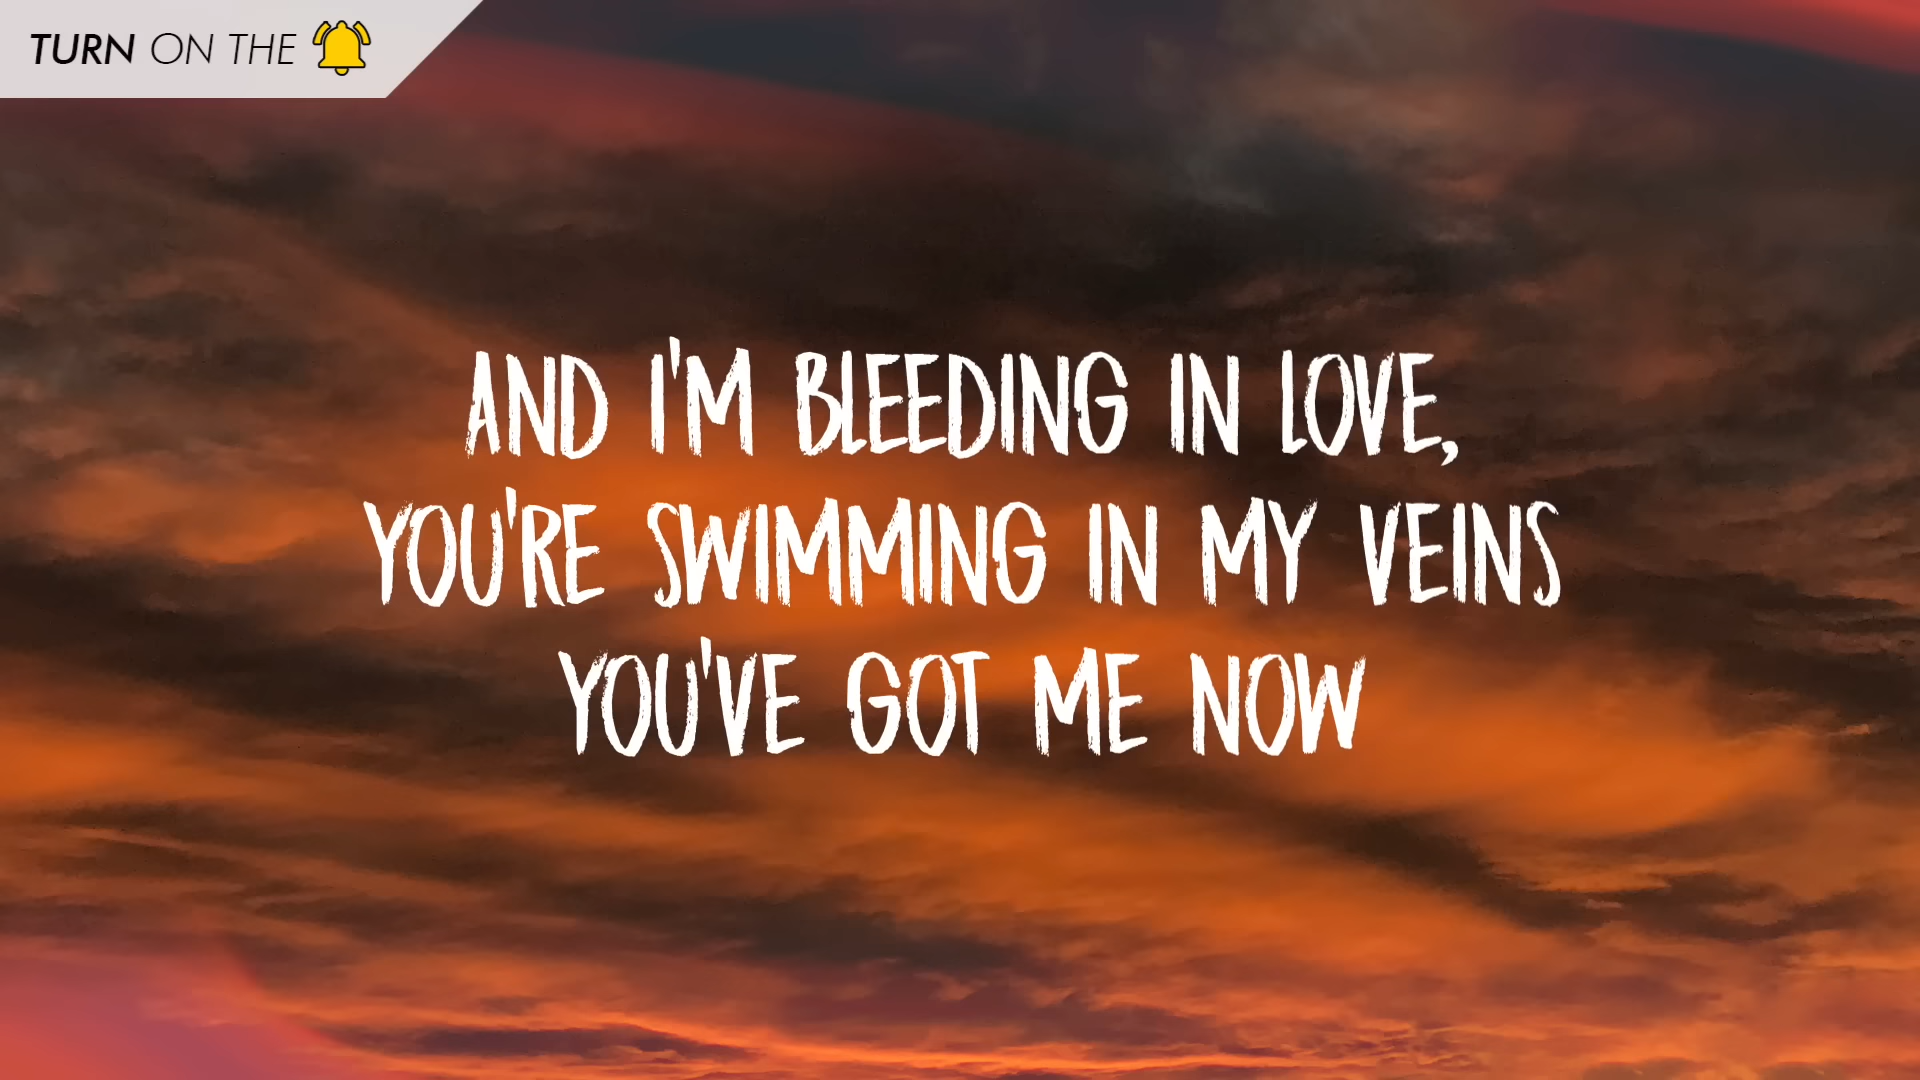 TURN ON THE
AND I'M BLEEDING IN LOVE,
YOU'RE SWIMMING IN MY VEINS
YOU'VE GOT ME NOW